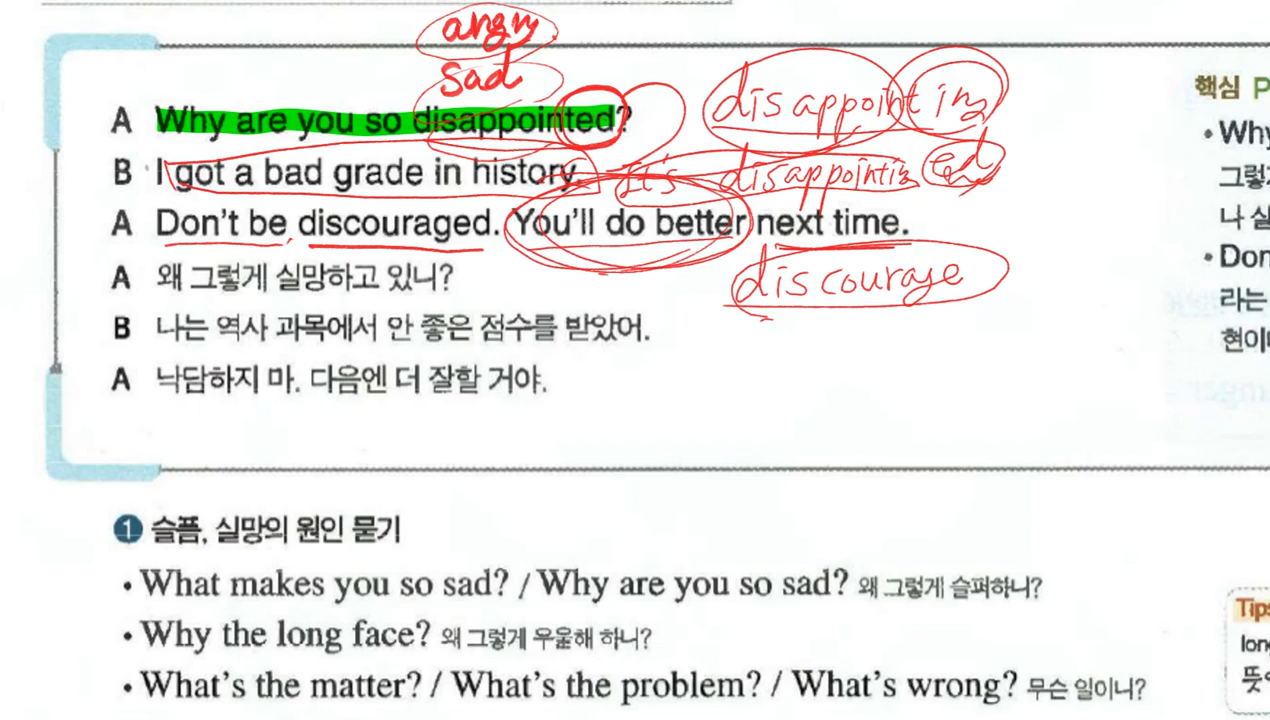 angry
sad
disappointing
A Why are you so disappointed?
핵심 P
• Why
B I got a bad grade in history.
It's disappointin ed
그렇게
A Don't be discouraged. You'll do better next time.
나 실
discourage
• Don
A 왜 그렇게 실망하고 있니?
라는
B 나는 역사 과목에서 안 좋은 점수를 받았어.
A 낙담하지 마. 다음엔 더 잘할 거야.
1 슬픔, 실망의 원인 묻기
• What makes you so sad? / Why are you so sad? 왜 그렇게 슬퍼하니?
• Why the long face? 왜 그렇게 우울해 하니?
• What's the matter? / What's the problem? / What's wrong? 무슨 일이니?
Tips
long